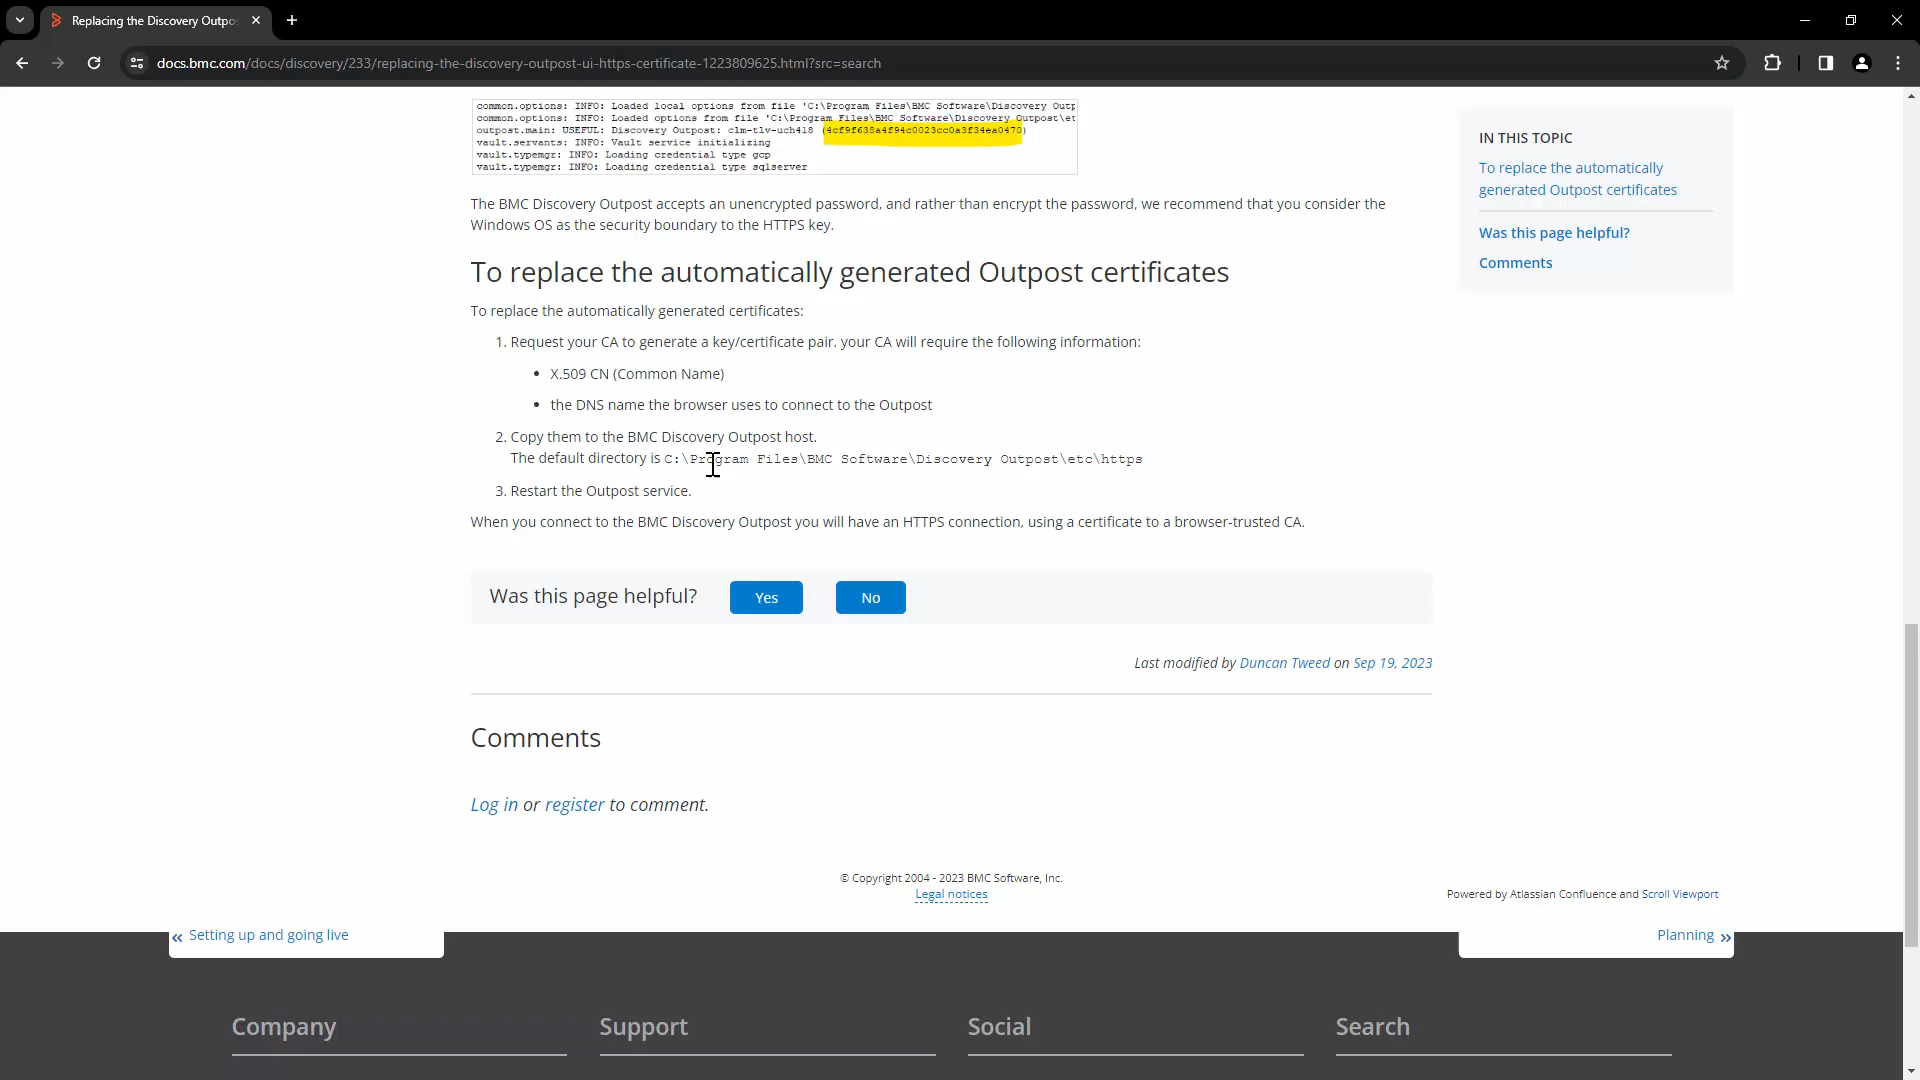 Replacing the Discovery Outpo
docs.bmc.com/docs/discovery/233/replacing-the-discovery-outpost-ui-https-certificate-1223809625.html?src=search
common.options: INFO: Loaded local options from file 'C:\Program Files\BMC Software\Discovery Outp
common.options: INFO: Loaded options from file 'C:\Program Files\BMC Software\Discovery Outpost\et
outpost.main: USEFUL: Discovery Outpost: clm-tlv-uch418 (4cf9f638a4f94c0023cc0a3f34ea0470)
vault.servants: INFO: Vault service initializing
vault.typemgr: INFO: Loading credential type gcp
vault.typemgr: INFO: Loading credential type sqlserver
The BMC Discovery Outpost accepts an unencrypted password, and rather than encrypt the password, we recommend that you consider the
Windows OS as the security boundary to the HTTPS key.
To replace the automatically generated Outpost certificates
To replace the automatically generated certificates:
1. Request your CA to generate a key/certificate pair. your CA will require the following information:
• X.509 CN (Common Name)
• the DNS name the browser uses to connect to the Outpost
2. Copy them to the BMC Discovery Outpost host.
The default directory is C:\Program Files\BMC Software\Discovery Outpost\etc\https
3. Restart the Outpost service.
When you connect to the BMC Discovery Outpost you will have an HTTPS connection, using a certificate to a browser-trusted CA.
Was this page helpful? Yes No
Last modified by Duncan Tweed on Sep 19, 2023
Comments
Log in or register to comment.
IN THIS TOPIC
To replace the automatically
generated Outpost certificates
Was this page helpful?
Comments
© Copyright 2004 - 2023 BMC Software, Inc.
Legal notices
Powered by Atlassian Confluence and Scroll Viewport
« Setting up and going live
Planning »
Company
Support
Social
Search